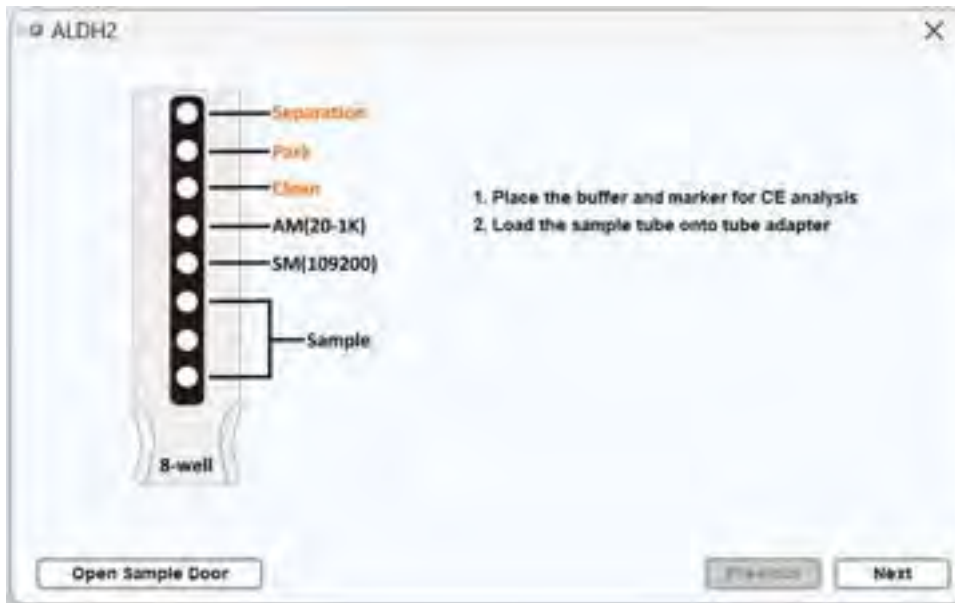 ALDH2
Separation
Park
Clean
AM(20-1K)
SM(109200)
Sample
8-well
1. Place the buffer and marker for CE analysis
2. Load the sample tube onto tube adapter
Open Sample Door
Previous
Next